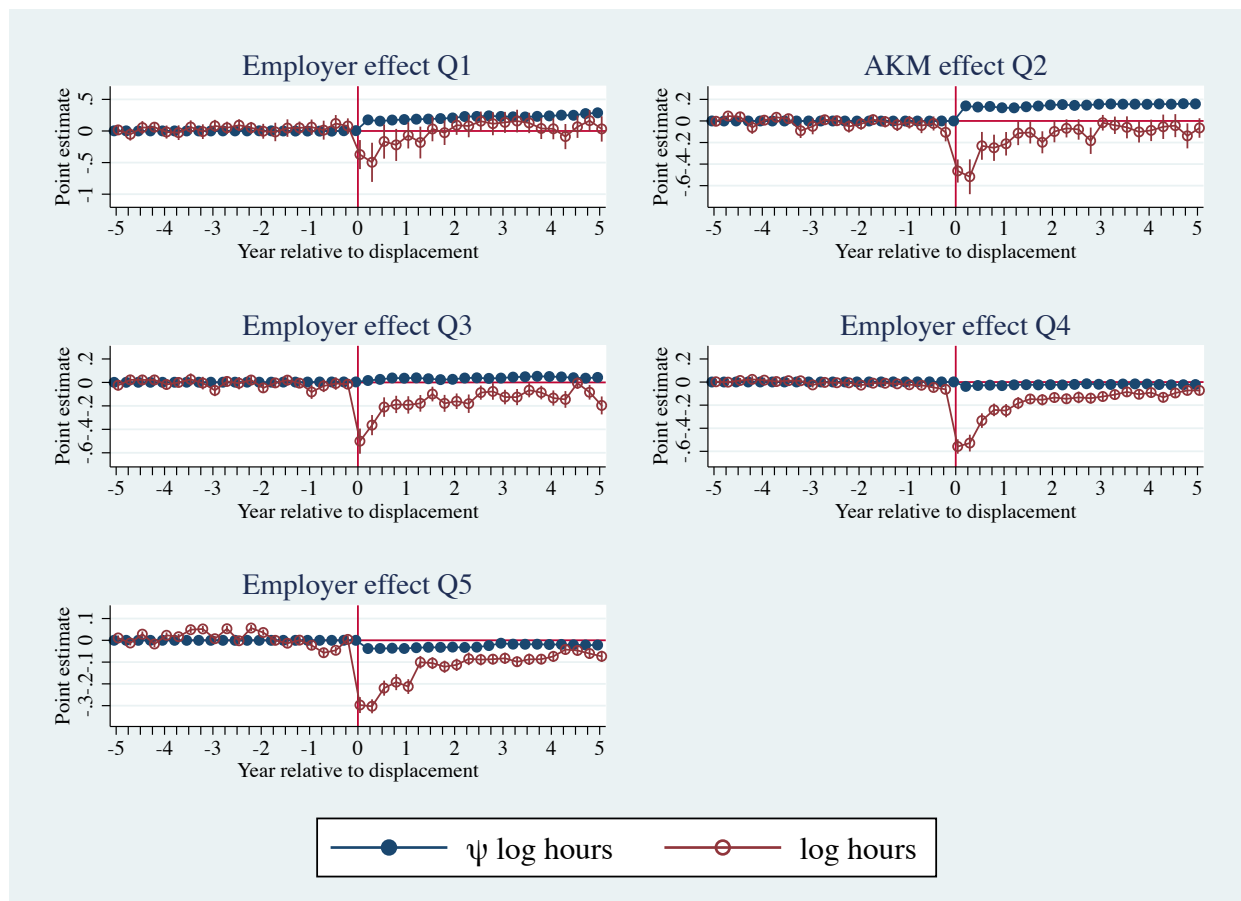 Employer effect Q1
Point estimate
.5
0
-.5
-1
-5 -4 -3 -2 -1 0 1 2 3 4 5
Year relative to displacement
AKM effect Q2
Point estimate
.2
0
-.2
-.4
-.6
-5 -4 -3 -2 -1 0 1 2 3 4 5
Year relative to displacement
Employer effect Q3
Point estimate
.2
0
-.2
-.4
-.6
-5 -4 -3 -2 -1 0 1 2 3 4 5
Year relative to displacement
Employer effect Q4
Point estimate
.2
0
-.2
-.4
-.6
-5 -4 -3 -2 -1 0 1 2 3 4 5
Year relative to displacement
Employer effect Q5
Point estimate
.1
0
-.1
-.2
-.3
-5 -4 -3 -2 -1 0 1 2 3 4 5
Year relative to displacement
ψ log hours
log hours